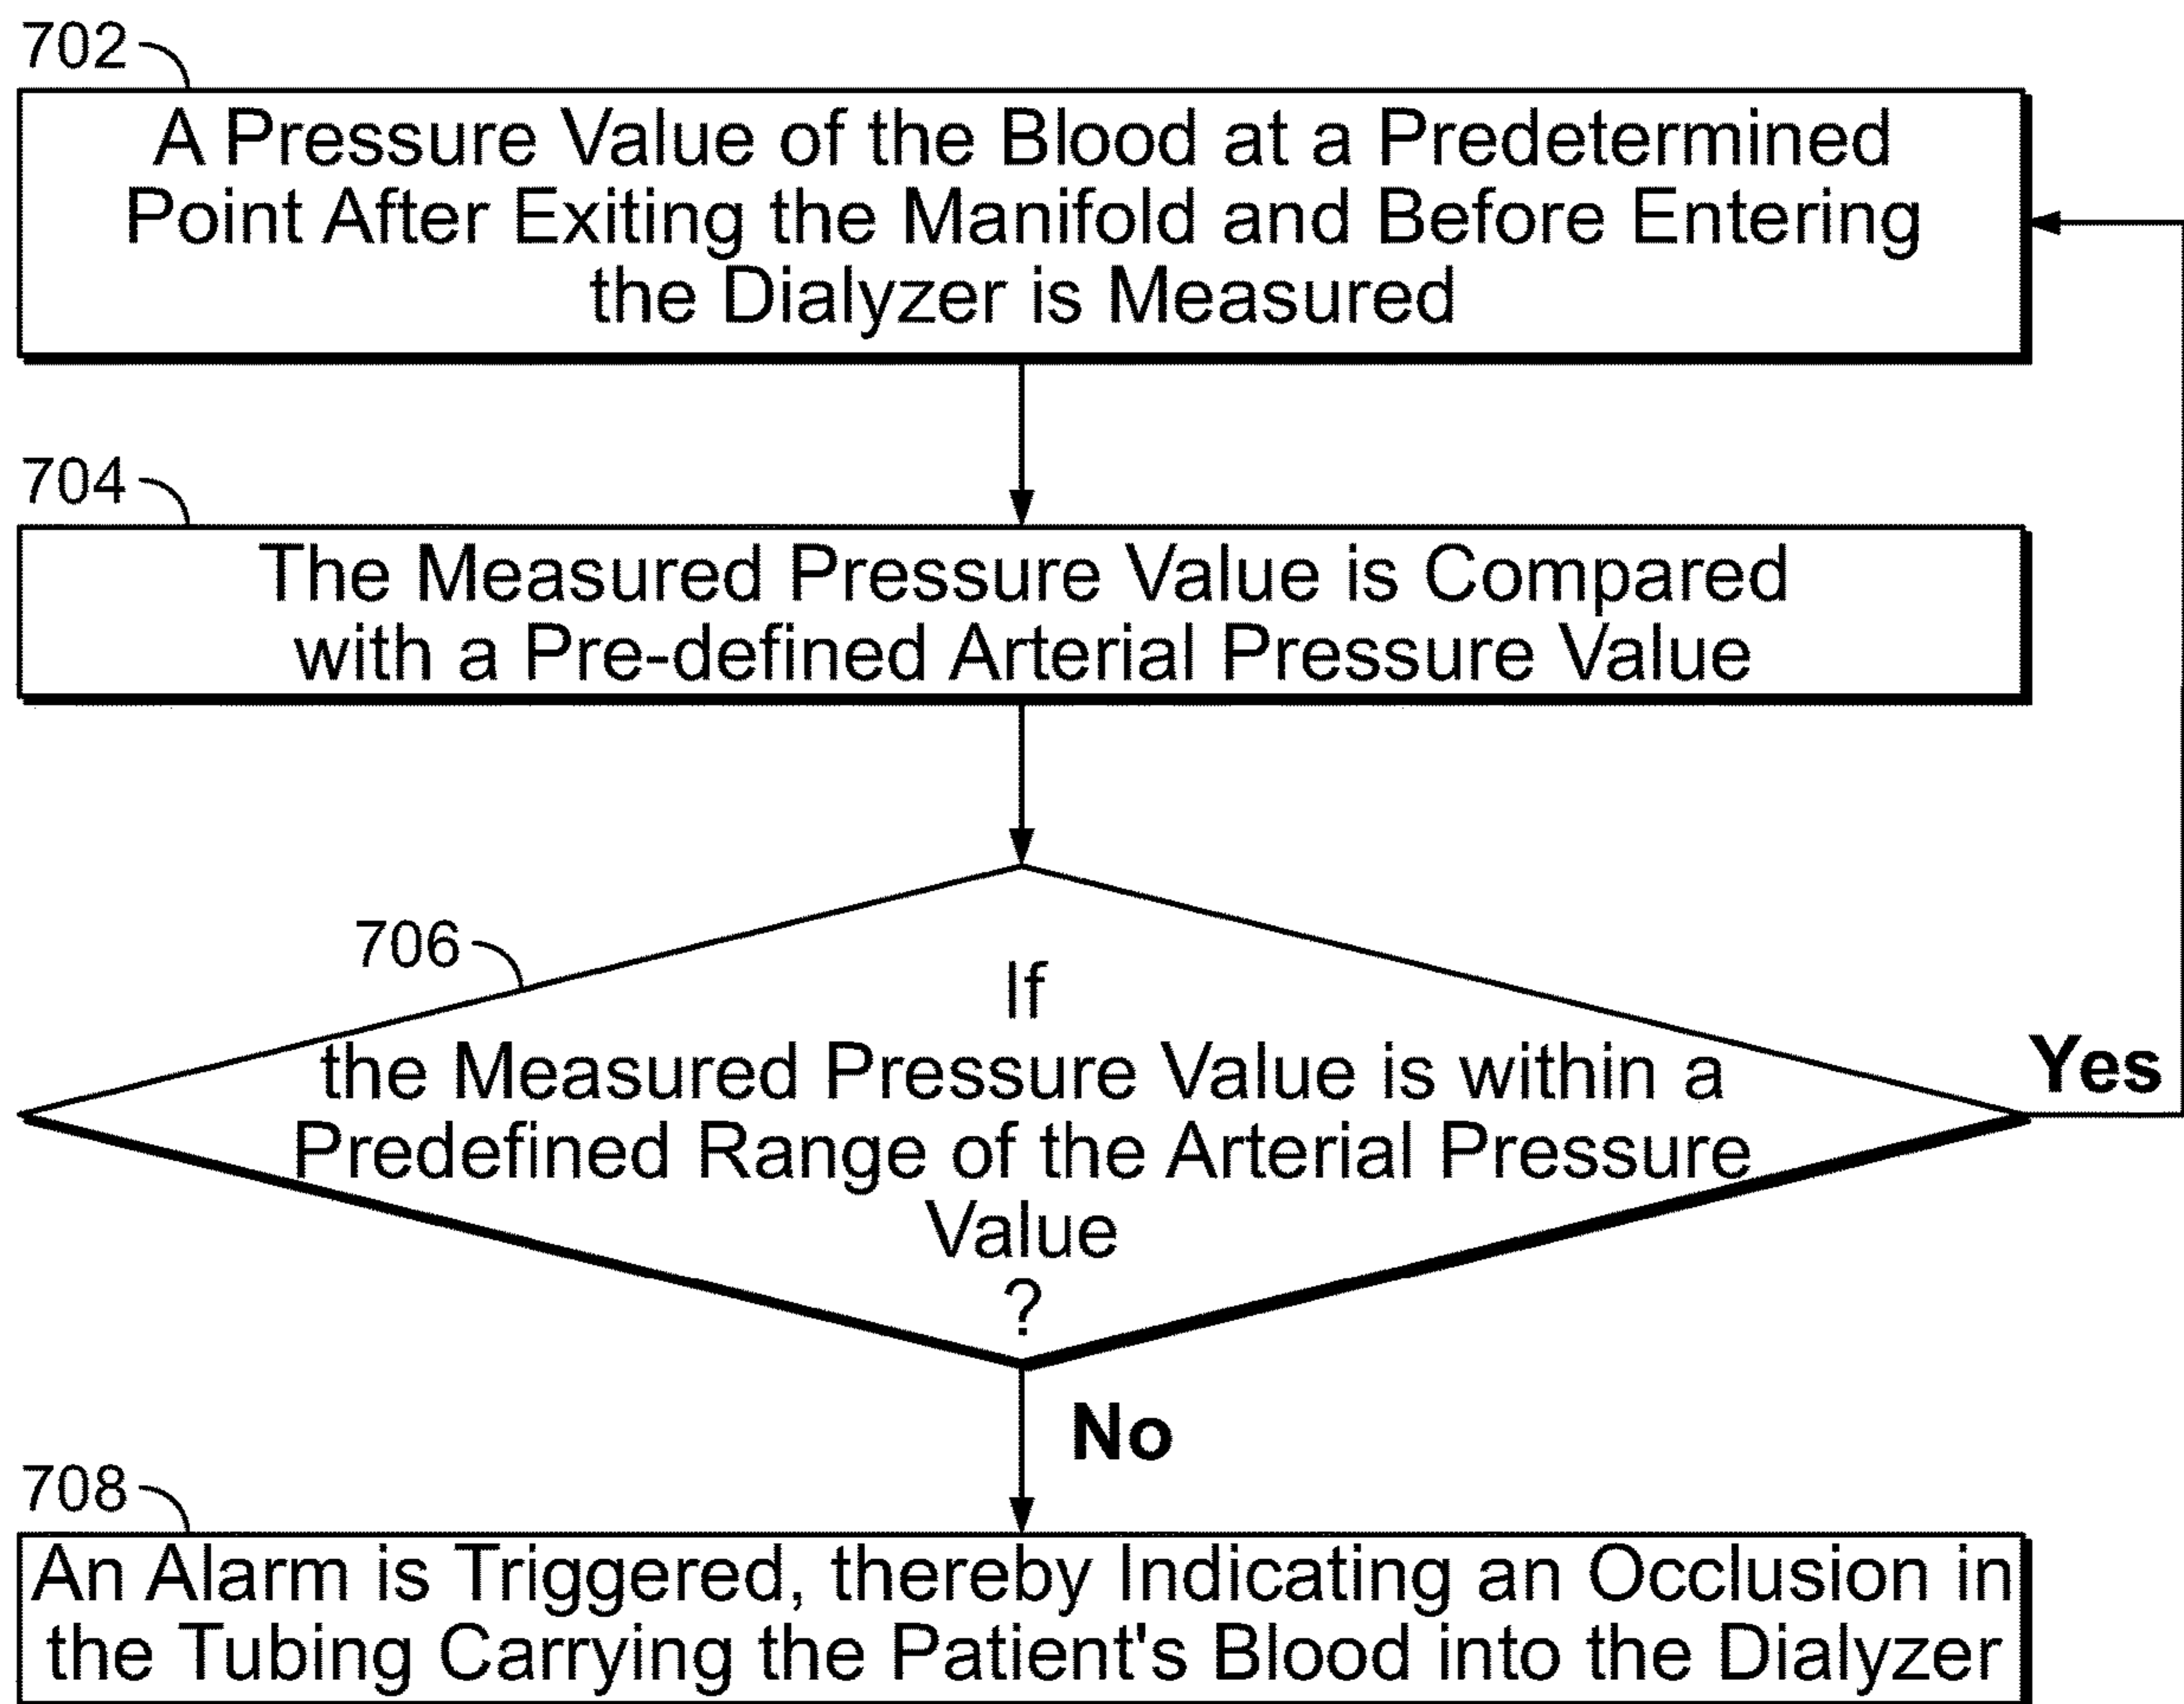 702
A Pressure Value of the Blood at a Predetermined
Point After Exiting the Manifold and Before Entering
the Dialyzer is Measured
704
The Measured Pressure Value is Compared
with a Pre-defined Arterial Pressure Value
706
If
the Measured Pressure Value is within a
Predefined Range of the Arterial Pressure
Value
?
Yes
No
708
An Alarm is Triggered, thereby Indicating an Occlusion in
the Tubing Carrying the Patient's Blood into the Dialyzer